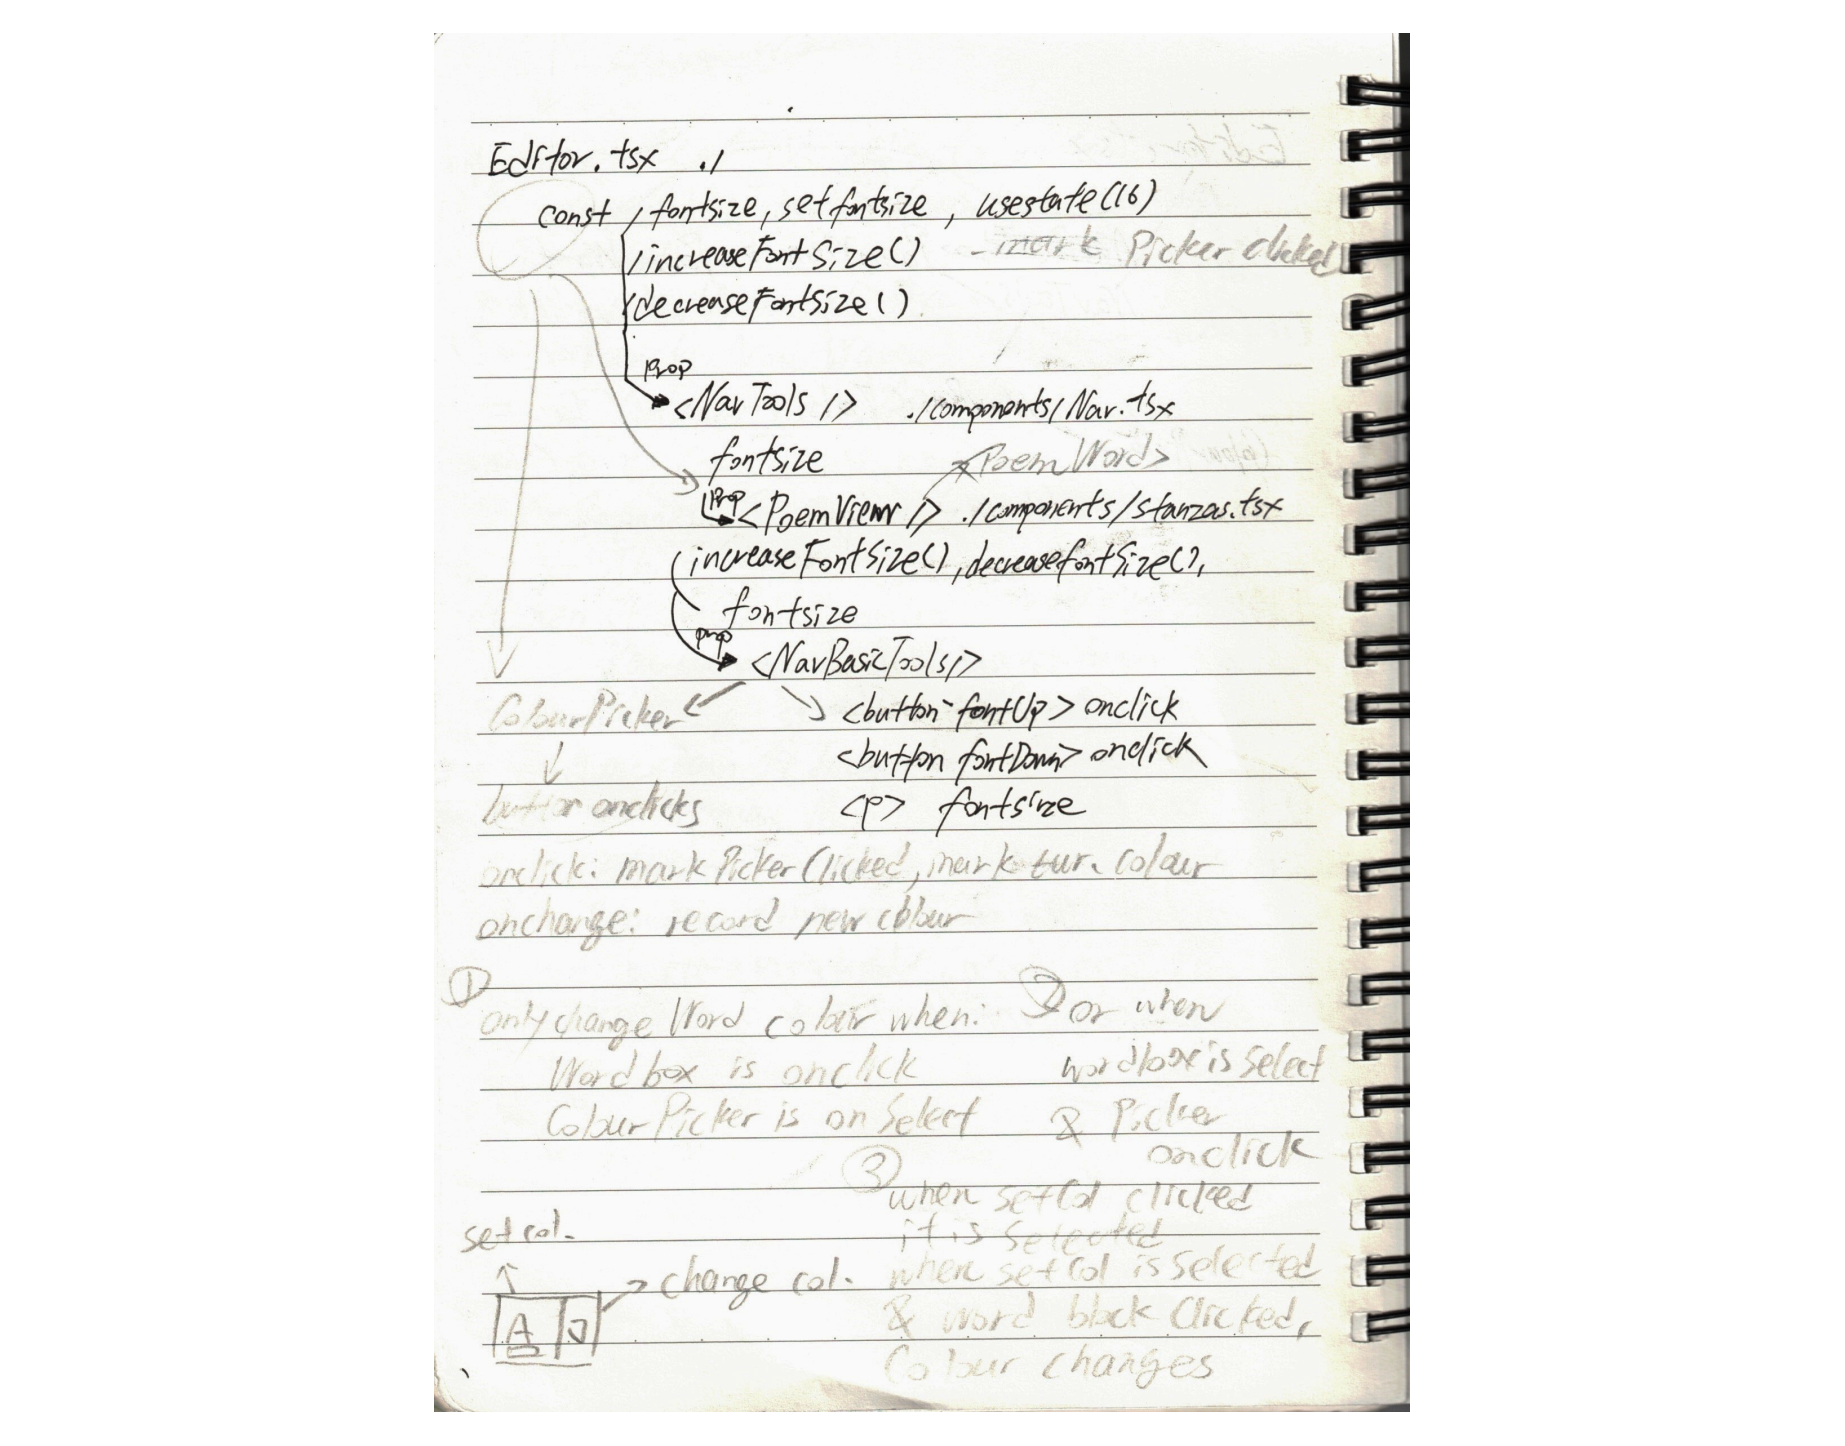 Editor.tsx ./
const / fontsize, setfontsize , usestate(16)
/ increaseFontSize() - mark Picker clicked
/ decreaseFontSize()
Prop
<NavTools /> ./components/Nav.tsx
fontsize <PoemWord>
Prop <PoemView /> ./components/stanzas.tsx
increaseFontSize(), decreasefontSize(),
fontsize
prop
<NavBasicTools/>
ColourPicker <button fontUp> onclick
<button fontDown> onclick
button onclicks <p> fontsize
onclick: mark Picker Clicked, mark cur. colour
onchange: record new colour
①
only change Word colour when:
Word box is onclick
ColourPicker is on Select
② or when
wordbox is select
& Picker
onclick
③
when setCol clicked
it is selected
when setCol is selected
& word block Clicked,
Colour changes
set col.
change col.
A